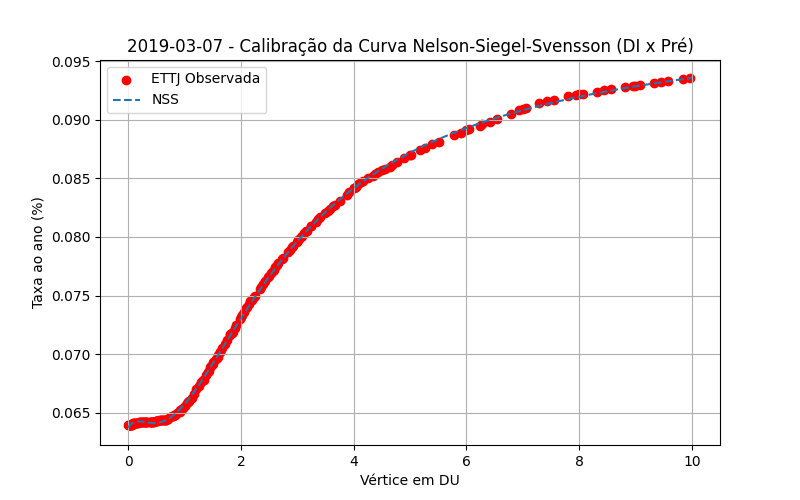 2019-03-07 - Calibração da Curva Nelson-Siegel-Svensson (DI x Pré)
ETTJ Observada
NSS
Taxa ao ano (%)
0.095
0.090
0.085
0.080
0.075
0.070
0.065
0 2 4 6 8 10
Vértice em DU